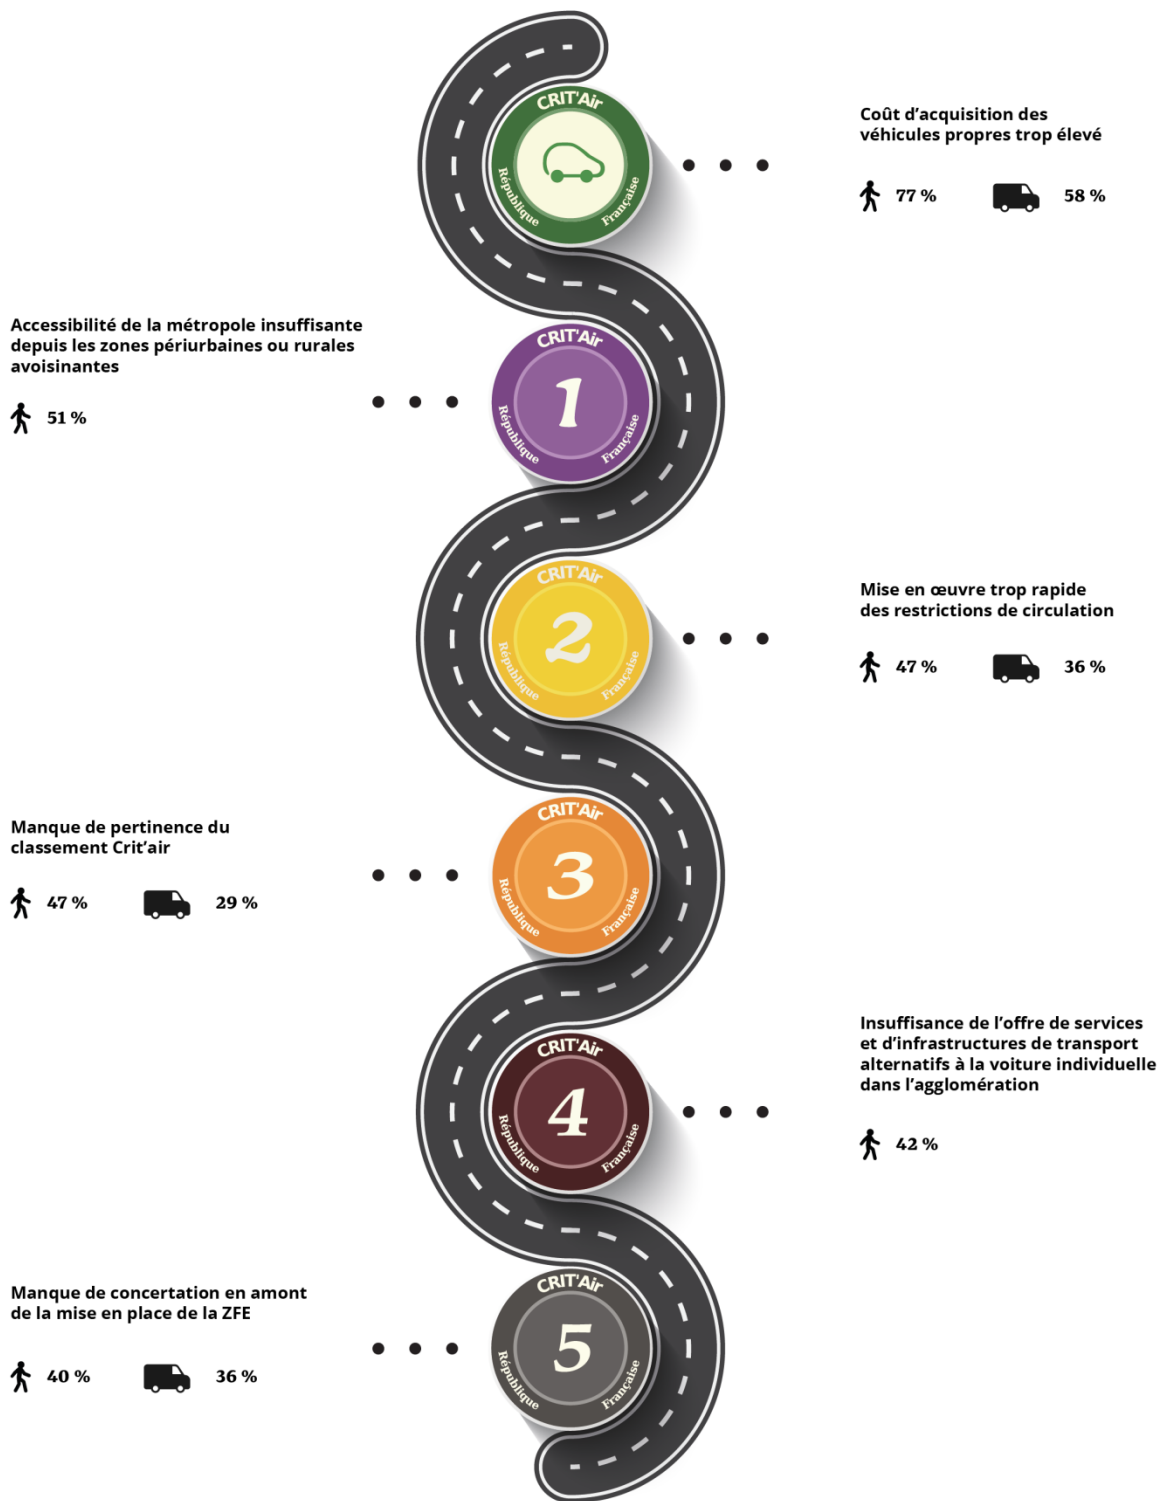 CRIT'Air
République
Française
Coût d'acquisition des
véhicules propres trop élevé
77 %
58 %
Accessibilité de la métropole insuffisante
depuis les zones périurbaines ou rurales
avoisinantes
51 %
CRIT'Air
1
République
Française
CRIT'Air
2
République
Française
Mise en œuvre trop rapide
des restrictions de circulation
47 %
36 %
Manque de pertinence du
classement Crit'air
47 %
29 %
CRIT'Air
3
République
Française
CRIT'Air
4
République
Française
Insuffisance de l'offre de services
et d'infrastructures de transport
alternatifs à la voiture individuelle
dans l'agglomération
42 %
Manque de concertation en amont
de la mise en place de la ZFE
40 %
36 %
CRIT'Air
5
République
Française